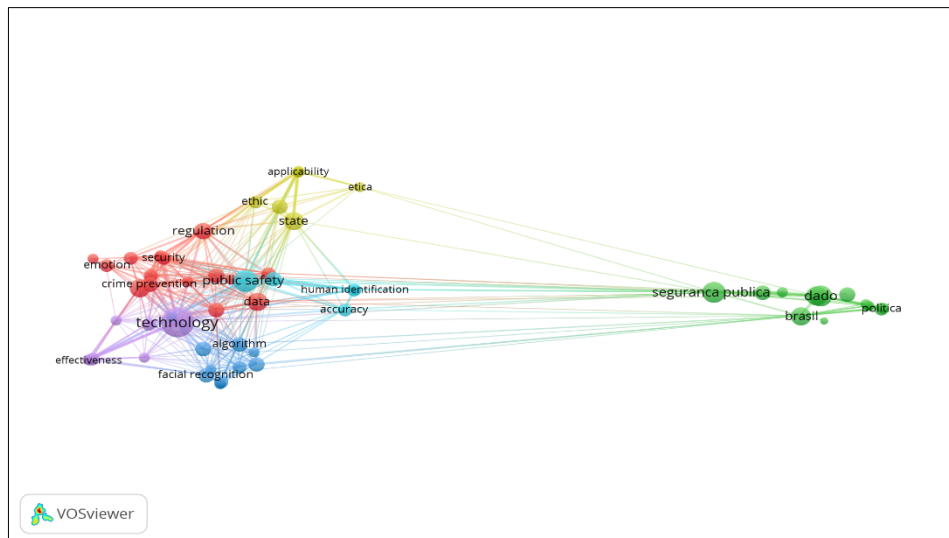 applicability
etica
ethic
state
regulation
security
emotion
crime prevention
public safety
human identification
data
accuracy
technology
algorithm
effectiveness
facial recognition
seguranca publica
dado
brasil
politica
VOSviewer